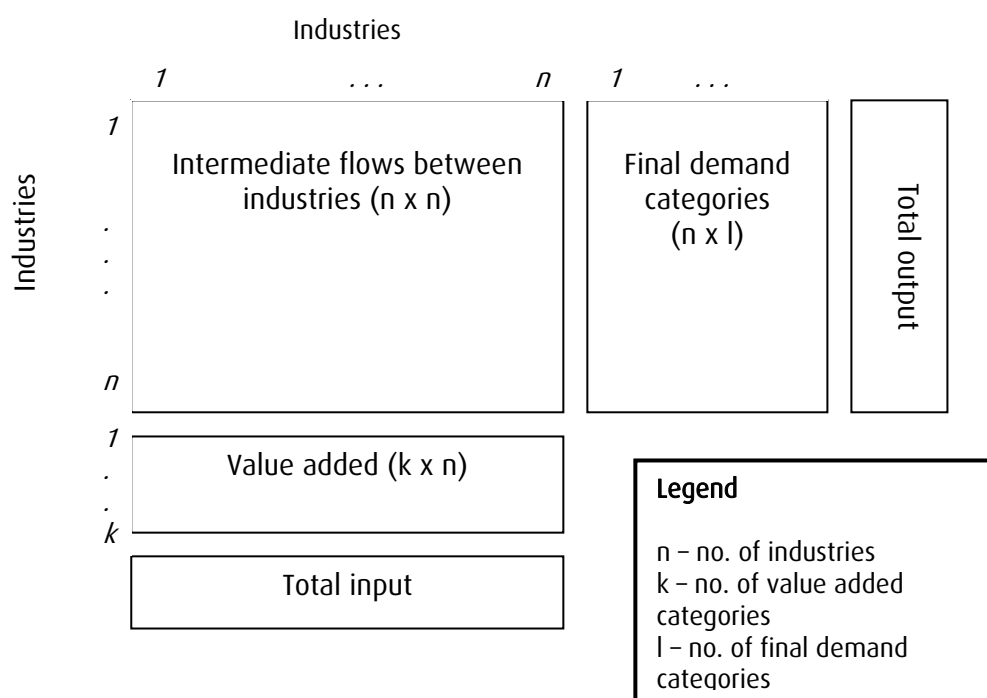 Industries
1 ... n 1 ...
1
Intermediate flows between
industries (n x n)
Final demand
categories
(n x l)
Total output
Industries
.
.
.
n
1
.
.
k
Value added (k x n)
Total input
Legend
n – no. of industries
k – no. of value added
categories
l – no. of final demand
categories